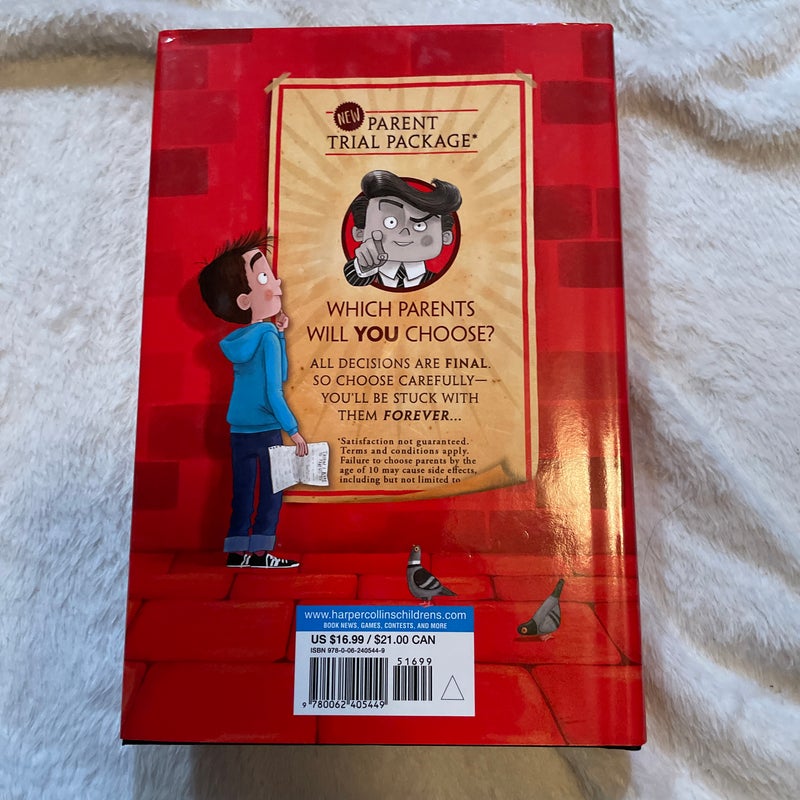 NEW
PARENT
TRIAL PACKAGE*
WHICH PARENTS
WILL YOU CHOOSE?
ALL DECISIONS ARE FINAL.
SO CHOOSE CAREFULLY—
YOU'LL BE STUCK WITH
THEM FOREVER...
*Satisfaction not guaranteed.
Terms and conditions apply.
Failure to choose parents by the
age of 10 may cause side effects,
including but not limited to
www.harpercollinschildrens.com
BOOK NEWS, GAMES, CONTESTS, AND MORE
US $16.99 / $21.00 CAN
ISBN 978-0-06-240544-9
51699
9 780062 405449